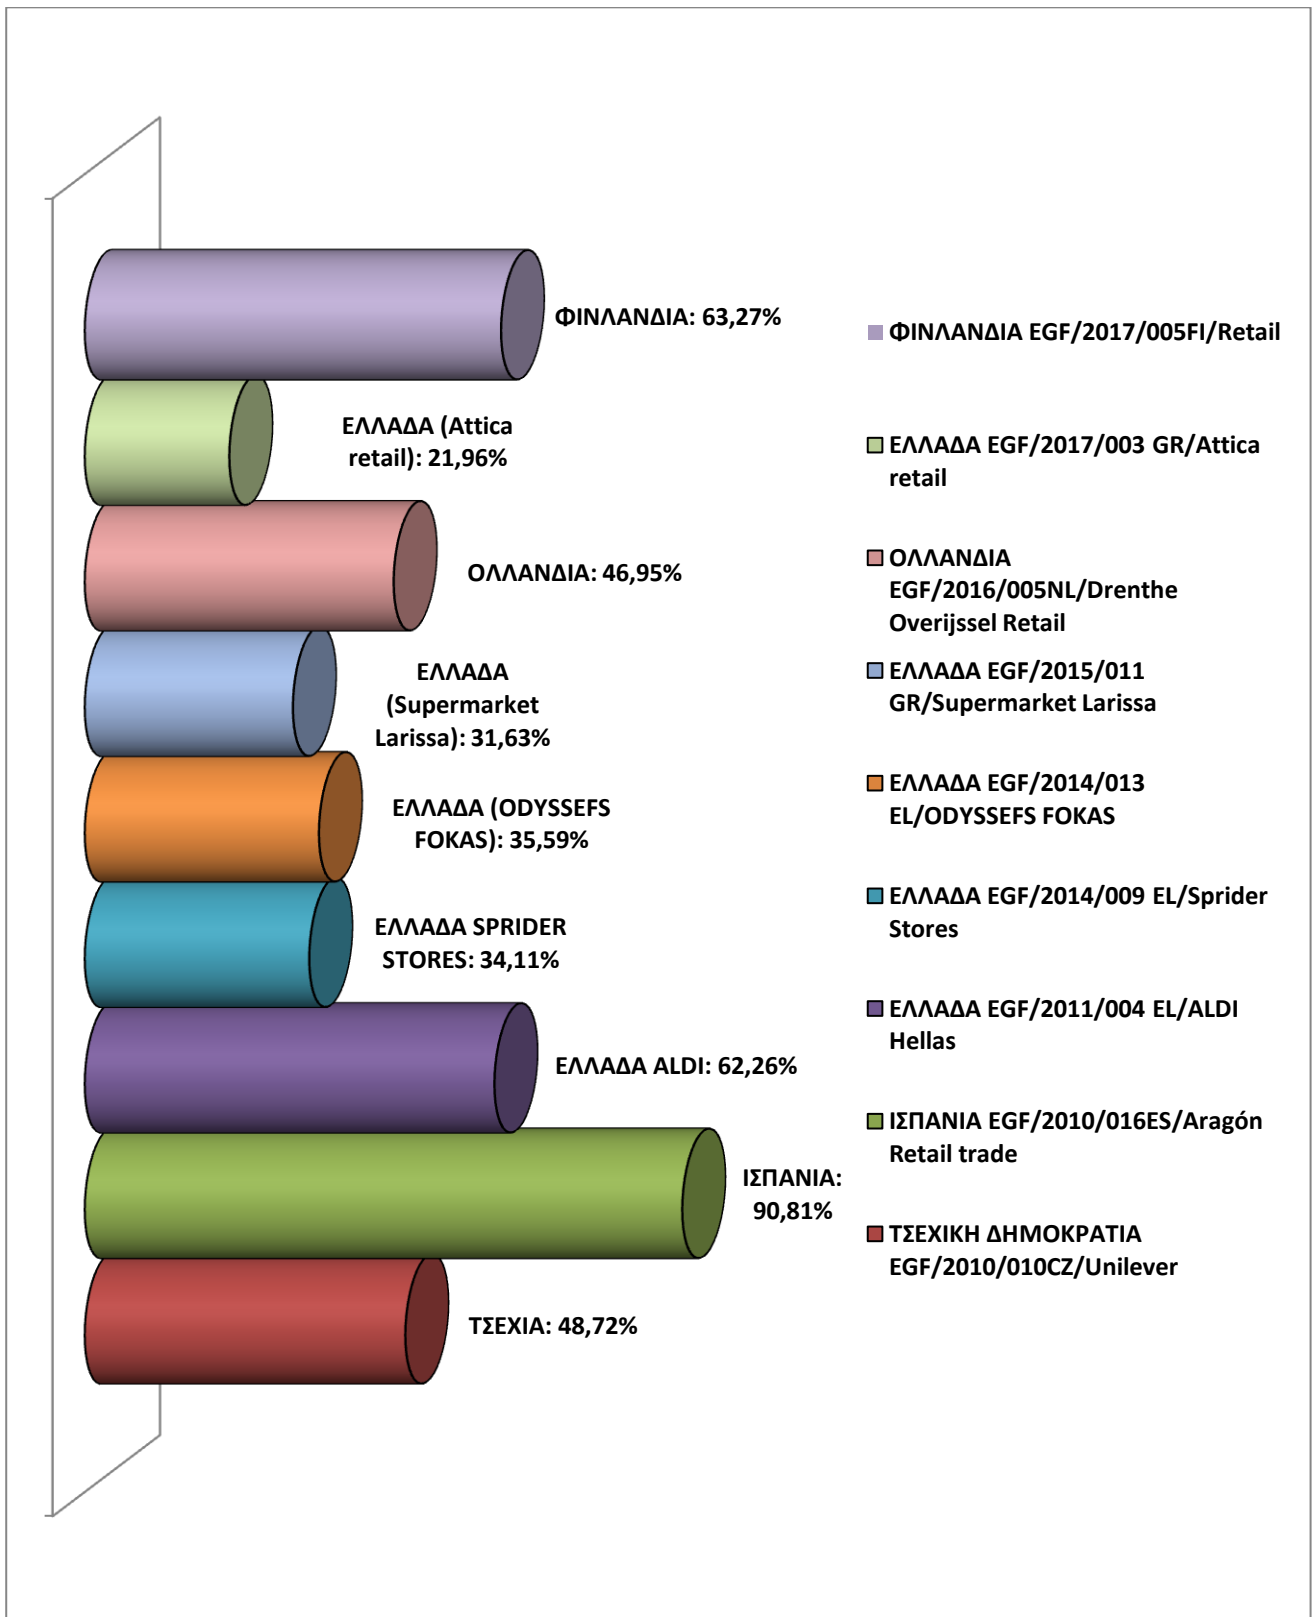 ΦΙΝΛΑΝΔΙΑ: 63,27%
ΕΛΛΑΔΑ (Attica
retail): 21,96%
ΟΛΛΑΝΔΙΑ: 46,95%
ΕΛΛΑΔΑ
(Supermarket
Larissa): 31,63%
ΕΛΛΑΔΑ (ODYSSEFS
FOKAS): 35,59%
ΕΛΛΑΔΑ SPRIDER
STORES: 34,11%
ΕΛΛΑΔΑ ALDI: 62,26%
ΙΣΠΑΝΙΑ:
90,81%
ΤΣΕΧΙΑ: 48,72%
ΦΙΝΛΑΝΔΙΑ EGF/2017/005FI/Retail
ΕΛΛΑΔΑ EGF/2017/003 GR/Attica
retail
ΟΛΛΑΝΔΙΑ
EGF/2016/005NL/Drenthe
Overijssel Retail
ΕΛΛΑΔΑ EGF/2015/011
GR/Supermarket Larissa
ΕΛΛΑΔΑ EGF/2014/013
EL/ODYSSEFS FOKAS
ΕΛΛΑΔΑ EGF/2014/009 EL/Sprider
Stores
ΕΛΛΑΔΑ EGF/2011/004 EL/ALDI
Hellas
ΙΣΠΑΝΙΑ EGF/2010/016ES/Aragón
Retail trade
ΤΣΕΧΙΚΗ ΔΗΜΟΚΡΑΤΙΑ
EGF/2010/010CZ/Unilever